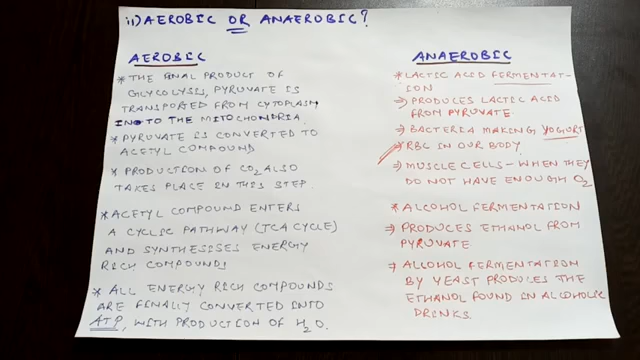 ii) AEROBIC OR ANAEROBIC?
AEROBIC
* THE FINAL PRODUCT OF
GLYCOLYSIS, PYRUVATE IS
TRANSPORTED FROM CYTOPLASM
INTO THE MITOCHONDRIA.
* PYRUVATE IS CONVERTED TO
ACETYL COMPOUND
* PRODUCTION OF CO2 ALSO
TAKES PLACE IN THIS STEP
* ACETYL COMPOUND ENTERS
A CYCLIC PATHWAY (TCA CYCLE)
AND SYNTHESISES ENERGY
RICH COMPOUNDS
* ALL ENERGY RICH COMPOUNDS
ARE FINALLY CONVERTED INTO
ATP, WITH PRODUCTION OF H2O.
ANAEROBIC
* LACTIC ACID FERMENTAT-
ION
⇒ PRODUCES LACTIC ACID
FROM PYRUVATE
⇒ BACTERIA MAKING YOGURT
⇒ RBC IN OUR BODY
⇒ MUSCLE CELLS - WHEN THEY
DO NOT HAVE ENOUGH O2
* ALCOHOL FERMENTATION
⇒ PRODUCES ETHANOL FROM
PYRUVATE
⇒ ALCOHOL FERMENTATION
BY YEAST PRODUCES THE
ETHANOL FOUND IN ALCOHOLIC
DRINKS.